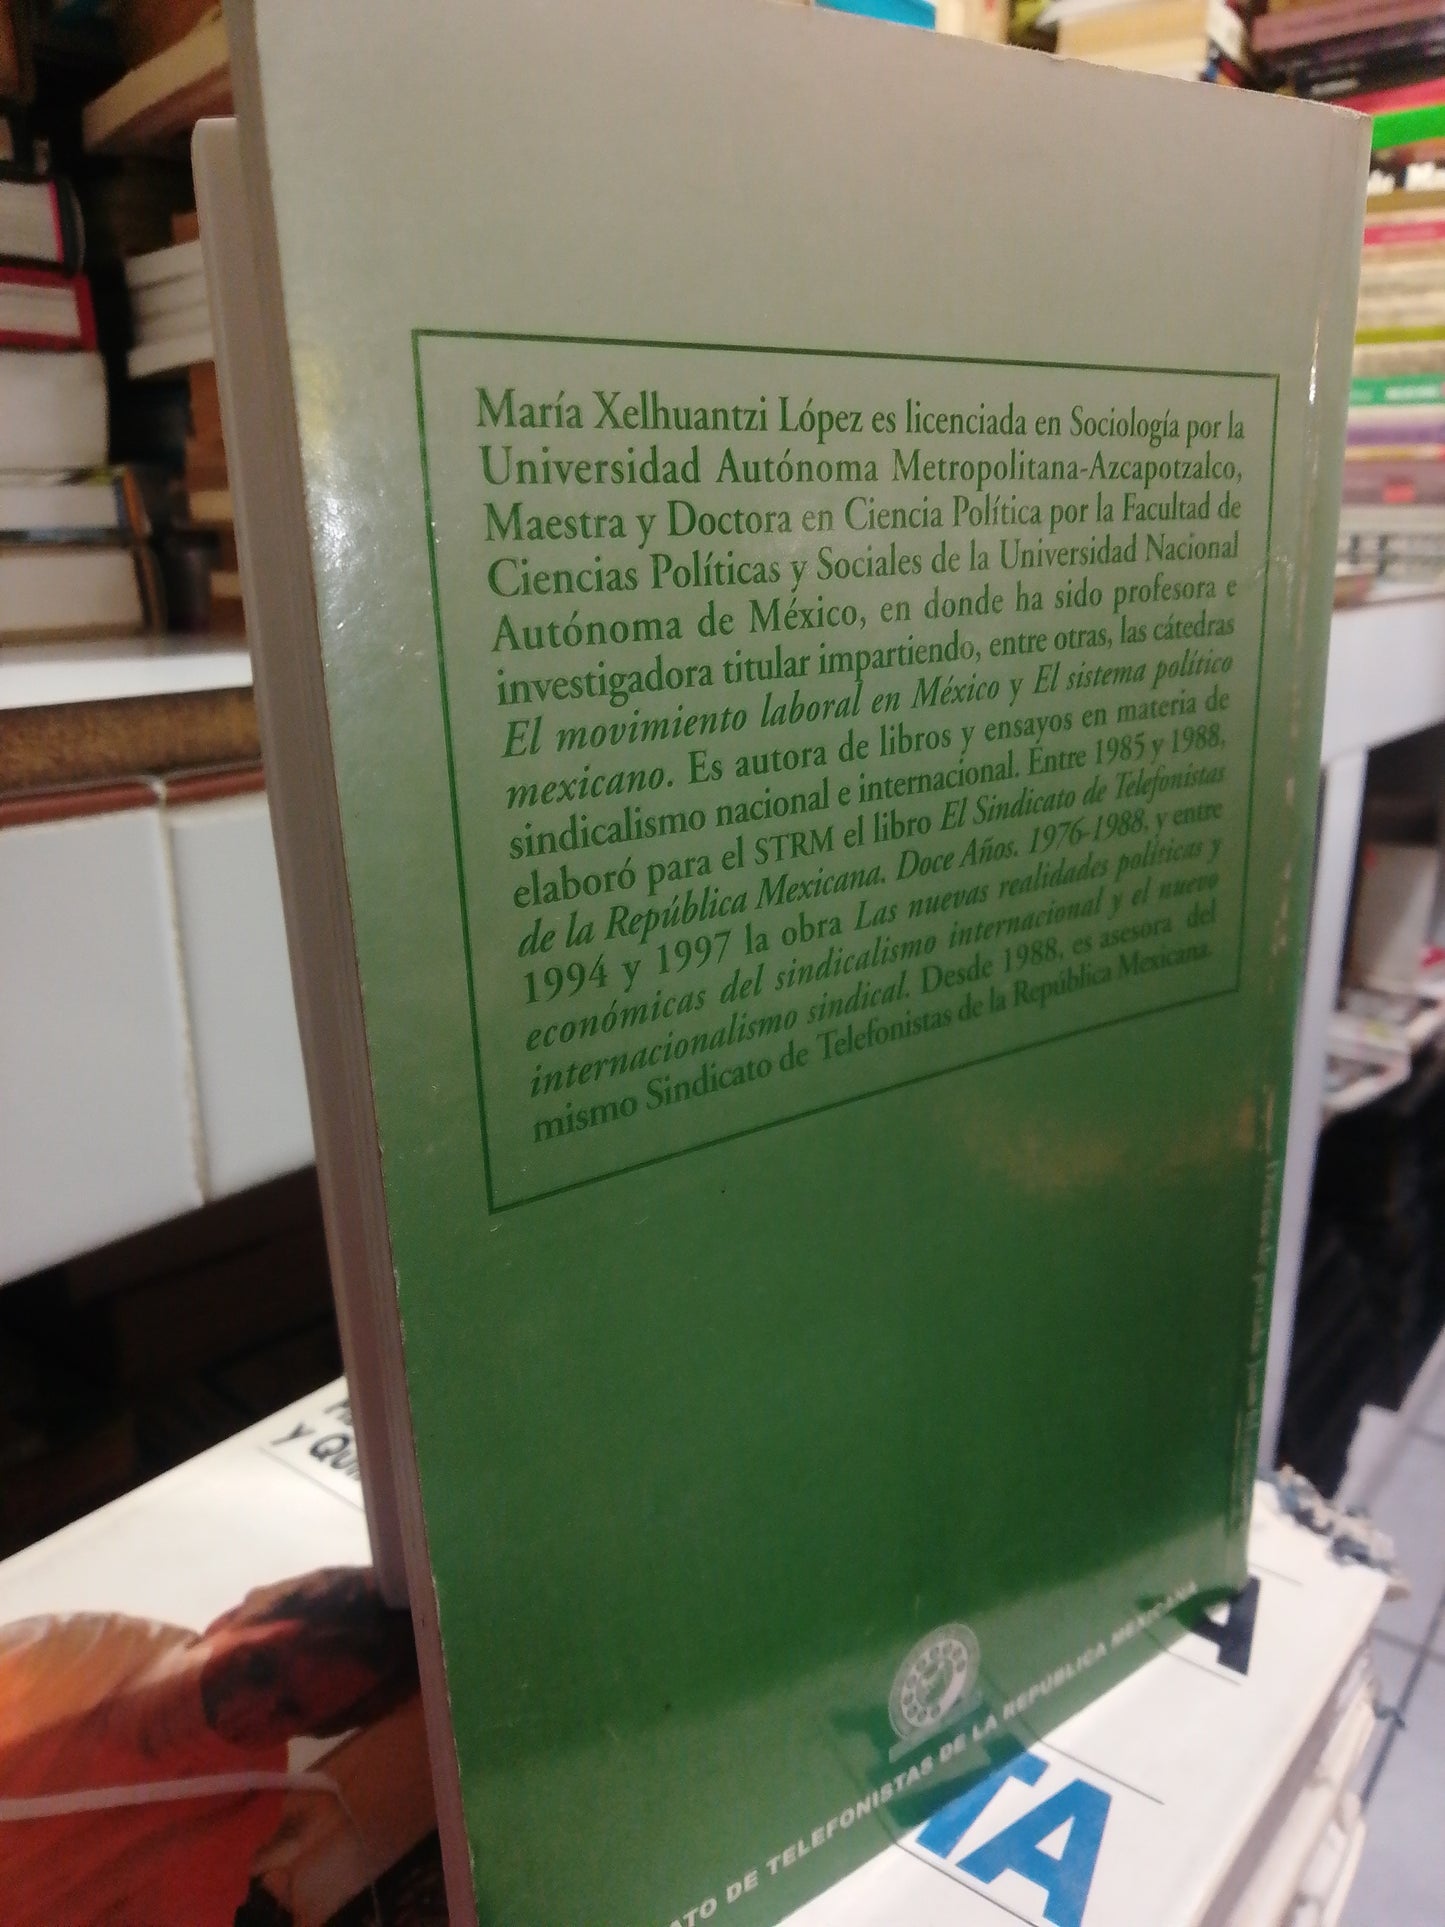 María Xelhuantzi López es licenciada en Sociología por la
Universidad Autónoma Metropolitana-Azcapotzalco,
Maestra y Doctora en Ciencia Política por la Facultad de
Ciencias Políticas y Sociales de la Universidad Nacional
Autónoma de México, en donde ha sido profesora e
investigadora titular impartiendo, entre otras, las cátedras
El movimiento laboral en México y El sistema político
mexicano. Es autora de libros y ensayos en materia de
sindicalismo nacional e internacional. Entre 1985 y 1988,
elaboró para el STRM el libro El Sindicato de Telefonistas
de la República Mexicana. Doce Años. 1976-1988, y entre
1994 y 1997 la obra Las nuevas realidades políticas y
económicas del sindicalismo internacional y el nuevo
internacionalismo sindical. Desde 1988, es asesora del
mismo Sindicato de Telefonistas de la República Mexicana.
ATO DE TELEFONISTAS DE LA REPÚBLICA MEXICANA
y
TA
A